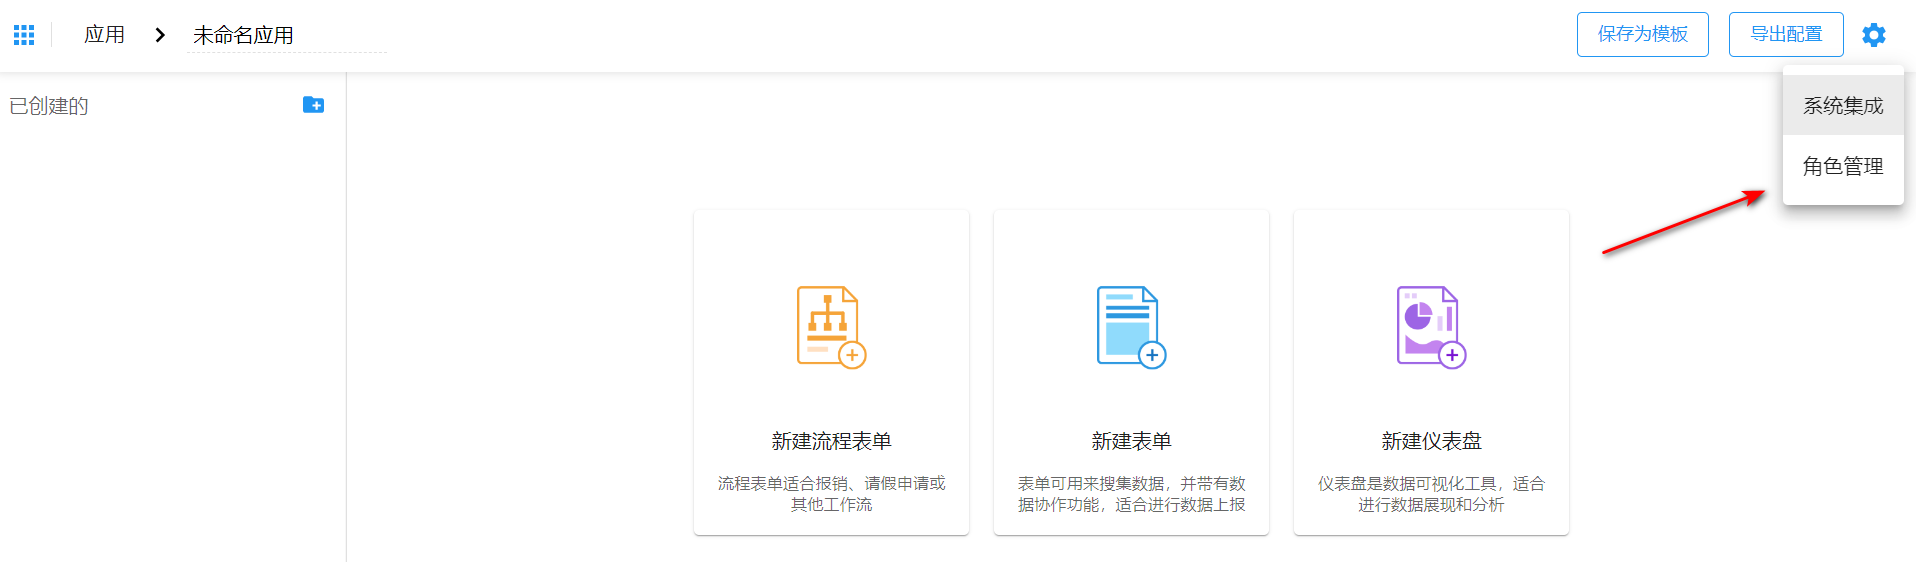 应用
未命名应用
保存为模板
导出配置
已创建的
系统集成
角色管理
新建流程表单
流程表单适合报销、请假申请或
其他工作流
新建表单
表单可用来搜集数据，并带有数
据协作功能，适合进行数据上报
新建仪表盘
仪表盘是数据可视化工具，适合
进行数据展现和分析